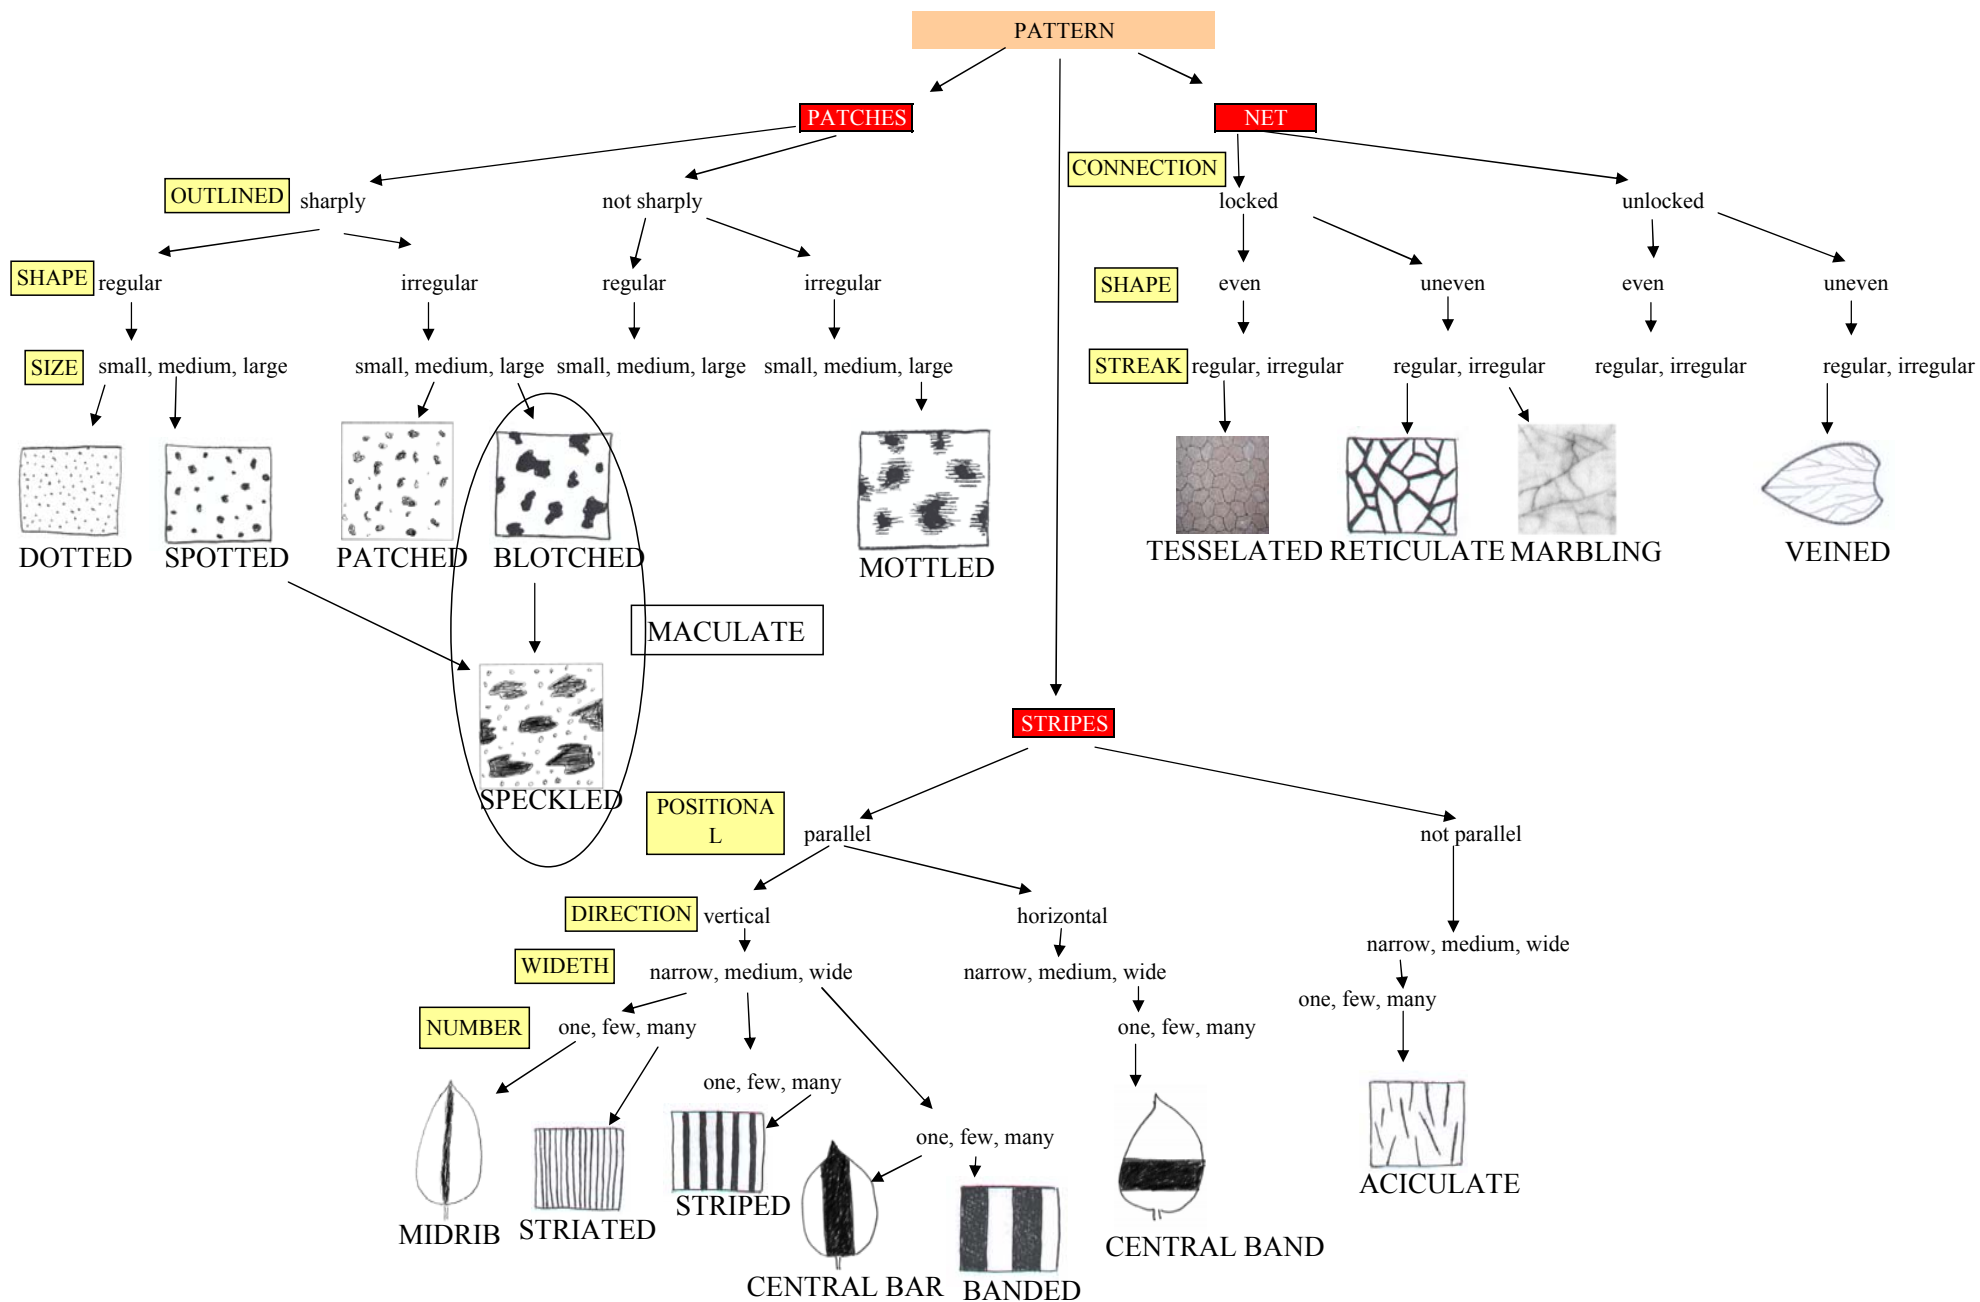 PATTERN
PATCHES
NET
CONNECTION
OUTLINED
sharply
not sharply
locked
unlocked
SHAPE
regular
irregular
regular
irregular
SHAPE
even
uneven
even
uneven
SIZE
small, medium, large
small, medium, large
small, medium, large
small, medium, large
STREAK
regular, irregular
regular, irregular
regular, irregular
regular, irregular
DOTTED
SPOTTED
PATCHED
BLOTCHED
MOTTLED
TESSELATED
RETICULATE
MARBLING
VEINED
MACULATE
SPECKLED
STRIPES
POSITIONA
L
parallel
not parallel
DIRECTION
vertical
horizontal
WIDETH
narrow, medium, wide
narrow, medium, wide
narrow, medium, wide
NUMBER
one, few, many
one, few, many
one, few, many
one, few, many
one, few, many
MIDRIB
STRIATED
STRIPED
CENTRAL BAR
BANDED
CENTRAL BAND
ACICULATE